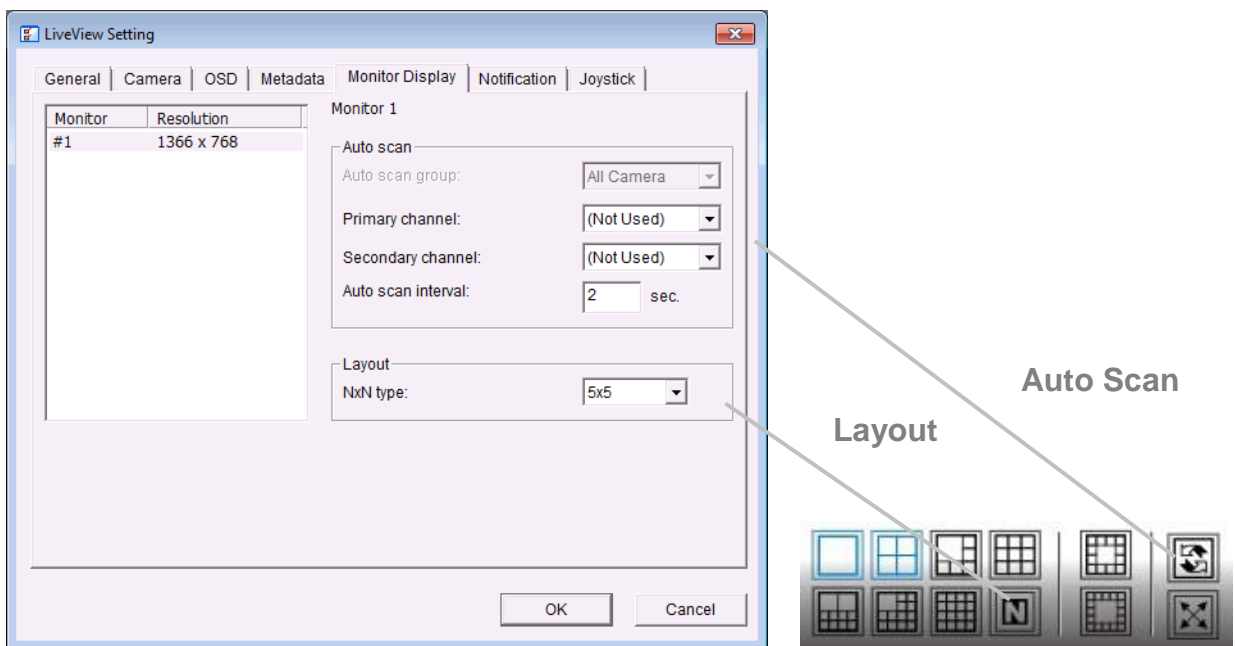 LiveView Setting
General Camera OSD Metadata Monitor Display Notification Joystick
Monitor Resolution
#1 1366 x 768
Monitor 1
Auto scan
Auto scan group: All Camera
Primary channel: (Not Used)
Secondary channel: (Not Used)
Auto scan interval: 2 sec.
Layout
NxN type: 5x5
OK Cancel
Auto Scan
Layout
N